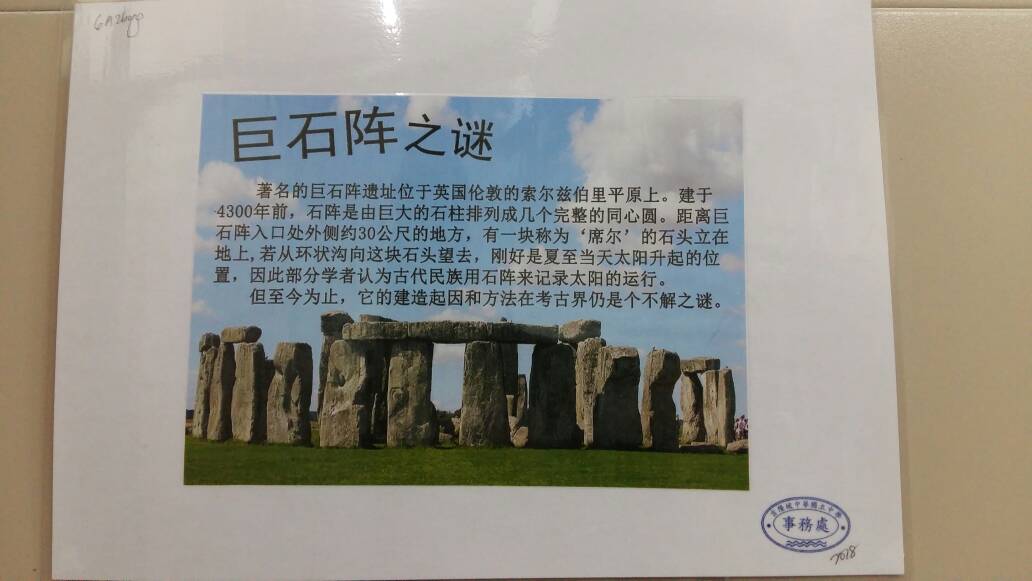 巨石阵之谜
著名的巨石阵遗址位于英国伦敦的索尔兹伯里平原上。建于
4300年前，石阵是由巨大的石柱排列成几个完整的同心圆。距离巨
石阵入口处外侧约30公尺的地方，有一块称为‘席尔’的石头立在
地上,若从环状沟向这块石头望去，刚好是夏至当天太阳升起的位
置，因此部分学者认为古代民族用石阵来记录太阳的运行。
但至今为止，它的建造起因和方法在考古界仍是个不解之谜。
事務處
2018